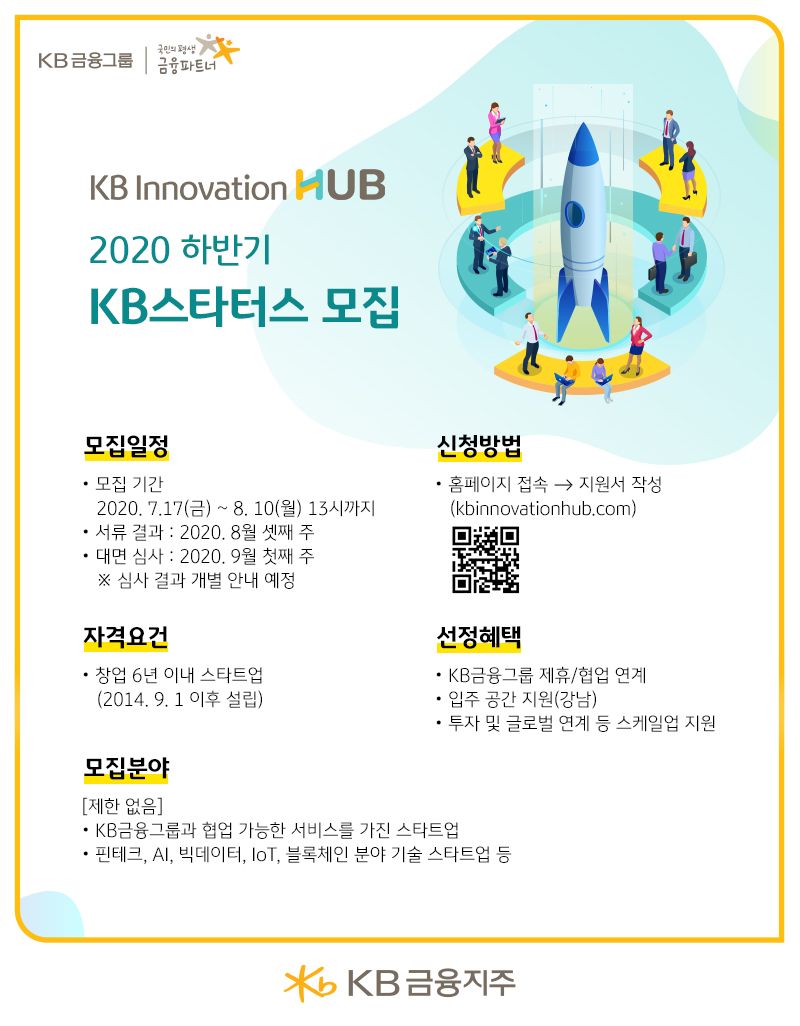 KB 금융그룹
국민의 평생
금융파트너
KB Innovation HUB
2020 하반기
KB스타터스 모집
모집일정
• 모집 기간
2020. 7.17(금) ~ 8. 10(월) 13시까지
• 서류 결과 : 2020. 8월 셋째 주
• 대면 심사 : 2020. 9월 첫째 주
※ 심사 결과 개별 안내 예정
신청방법
• 홈페이지 접속 → 지원서 작성
(kbinnovationhub.com)
자격요건
• 창업 6년 이내 스타트업
(2014. 9. 1 이후 설립)
선정혜택
• KB금융그룹 제휴/협업 연계
• 입주 공간 지원(강남)
• 투자 및 글로벌 연계 등 스케일업 지원
모집분야
[제한 없음]
• KB금융그룹과 협업 가능한 서비스를 가진 스타트업
• 핀테크, AI, 빅데이터, IoT, 블록체인 분야 기술 스타트업 등
KB 금융지주